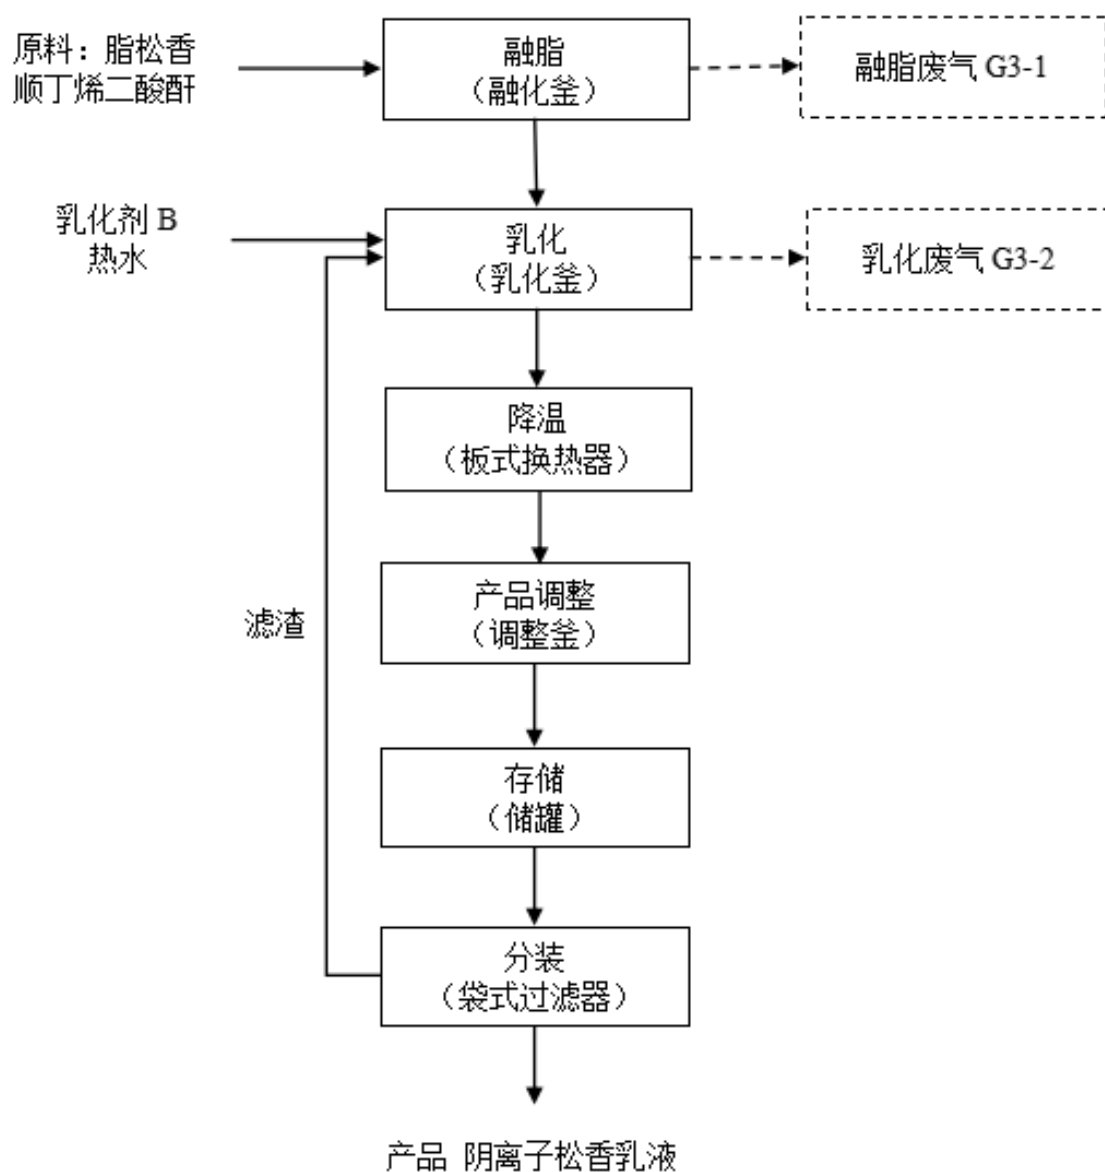 原料：脂松香
顺丁烯二酸酐
融脂
（融化釜）
融脂废气 G3-1
乳化剂 B
热水
乳化
（乳化釜）
乳化废气 G3-2
降温
（板式换热器）
产品调整
（调整釜）
滤渣
存储
（储罐）
分装
（袋式过滤器）
产品 阴离子松香乳液